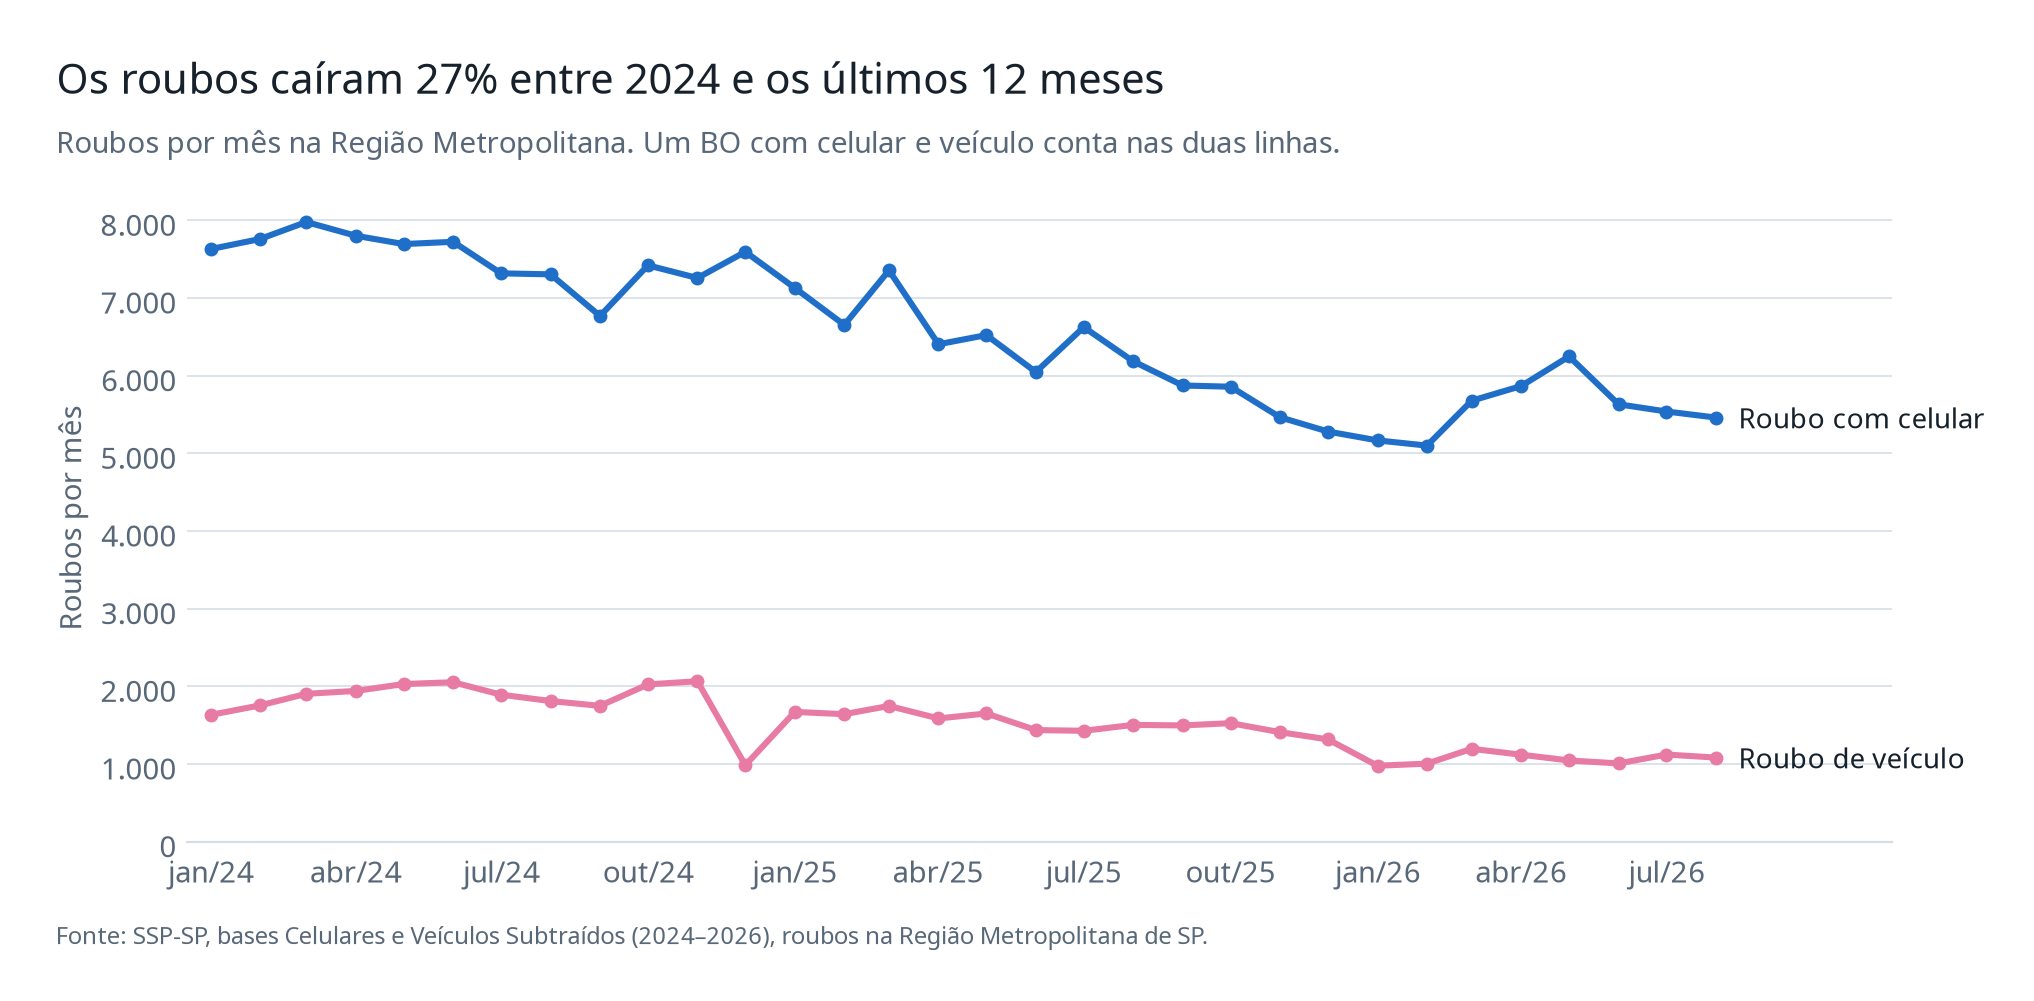 Os roubos caíram 27% entre 2024 e os últimos 12 meses
Roubos por mês na Região Metropolitana. Um BO com celular e veículo conta nas duas linhas.
Roubos por mês
8.000
7.000
6.000
5.000
4.000
3.000
2.000
1.000
0
Roubo com celular
Roubo de veículo
jan/24 abr/24 jul/24 out/24 jan/25 abr/25 jul/25 out/25 jan/26 abr/26 jul/26
Fonte: SSP-SP, bases Celulares e Veículos Subtraídos (2024–2026), roubos na Região Metropolitana de SP.